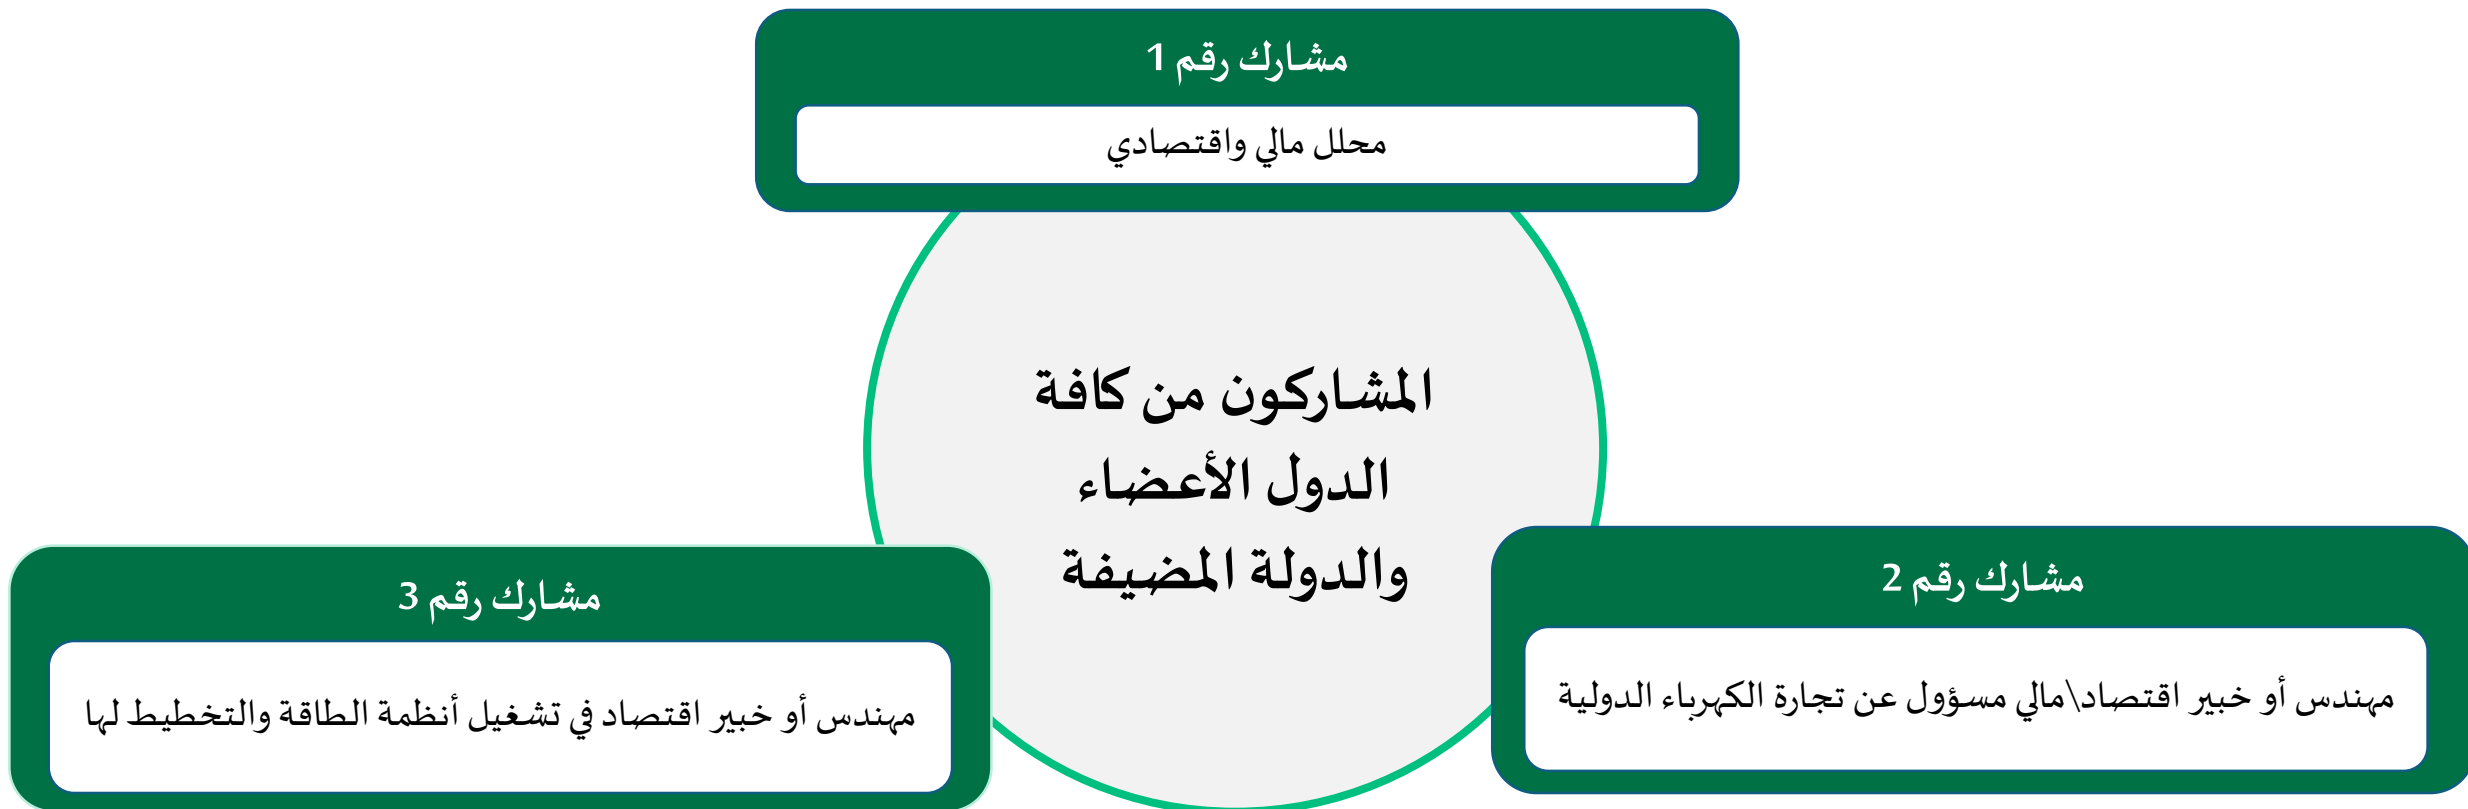 مشارك رقم 1
محلل مالي واقتصادي
المشاركون من كافة
الدول الأعضاء
والدولة المضيفة
مشارك رقم 2
مهندس أو خبير اقتصاد\مالي مسؤول عن تجارة الكهرباء الدولية
مشارك رقم 3
مهندس أو خبير اقتصاد في تشغيل أنظمة الطاقة والتخطيط لها